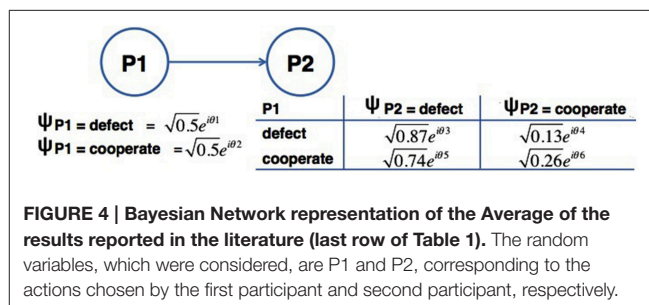 P1 P2
P1 Ψ P2 = defect Ψ P2 = cooperate
Ψ P1 = defect = √0.5e^{iθ1}
defect √0.87e^{iθ3} √0.13e^{iθ4}
Ψ P1 = cooperate = √0.5e^{iθ2}
cooperate √0.74e^{iθ5} √0.26e^{iθ6}
FIGURE 4 | Bayesian Network representation of the Average of the
results reported in the literature (last row of Table 1). The random
variables, which were considered, are P1 and P2, corresponding to the
actions chosen by the first participant and second participant, respectively.